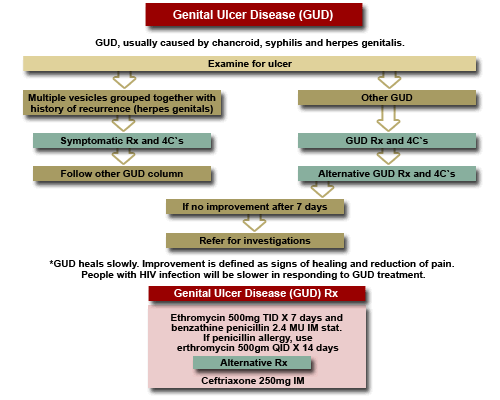 Genital Ulcer Disease (GUD)
GUD, usually caused by chancroid, syphilis and herpes genitalis.
Examine for ulcer
Multiple vesicles grouped together with
history of recurrence (herpes genitals)
Other GUD
Symptomatic Rx and 4C`s
GUD Rx and 4C`s
Follow other GUD column
Alternative GUD Rx and 4C`s
If no improvement after 7 days
Refer for investigations
*GUD heals slowly. Improvement is defined as signs of healing and reduction of pain.
People with HIV infection will be slower in responding to GUD treatment.
Genital Ulcer Disease (GUD) Rx
Ethromycin 500mg TID X 7 days and
benzathine penicillin 2.4 MU IM stat.
If penicillin allergy, use
erthromycin 500gm QID X 14 days
Alternative Rx
Ceftriaxone 250mg IM